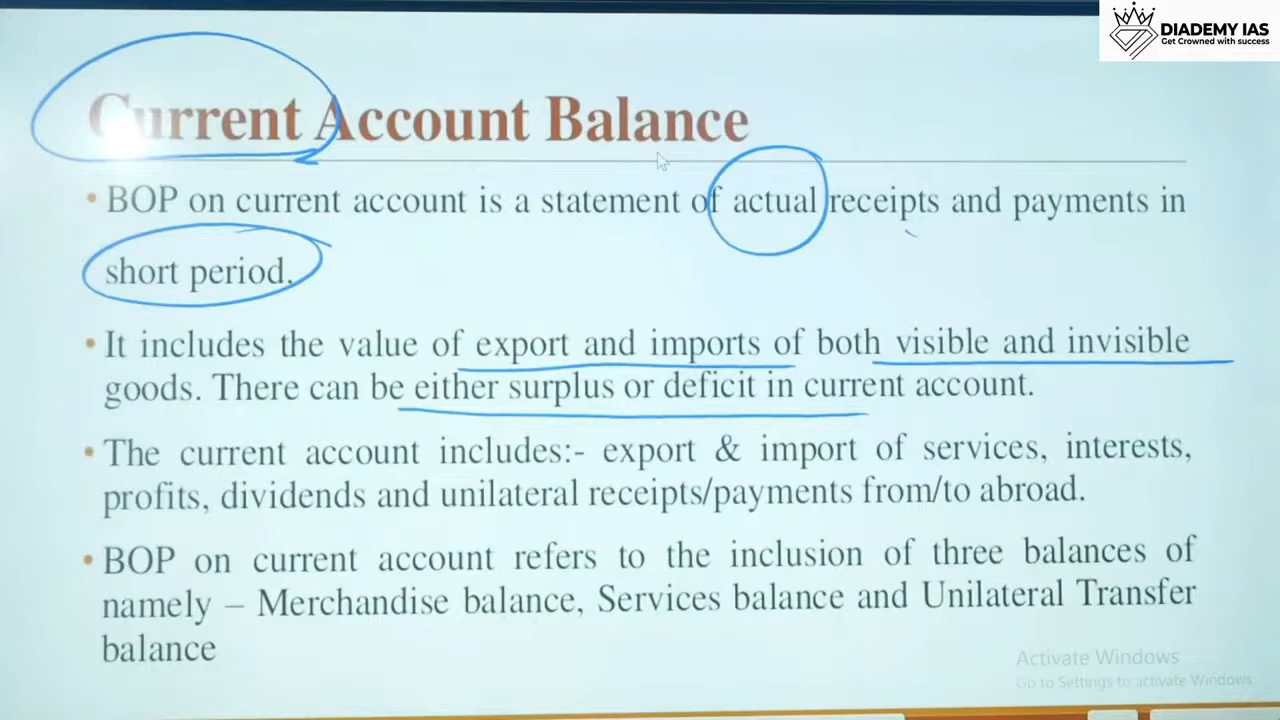 DIADEMY IAS
Get Crowned with success
Current Account Balance
• BOP on current account is a statement of actual receipts and payments in
short period.
• It includes the value of export and imports of both visible and invisible
goods. There can be either surplus or deficit in current account.
• The current account includes:- export & import of services, interests,
profits, dividends and unilateral receipts/payments from/to abroad.
• BOP on current account refers to the inclusion of three balances of
namely – Merchandise balance, Services balance and Unilateral Transfer
balance
Activate Windows
Go to Settings to activate Windows.